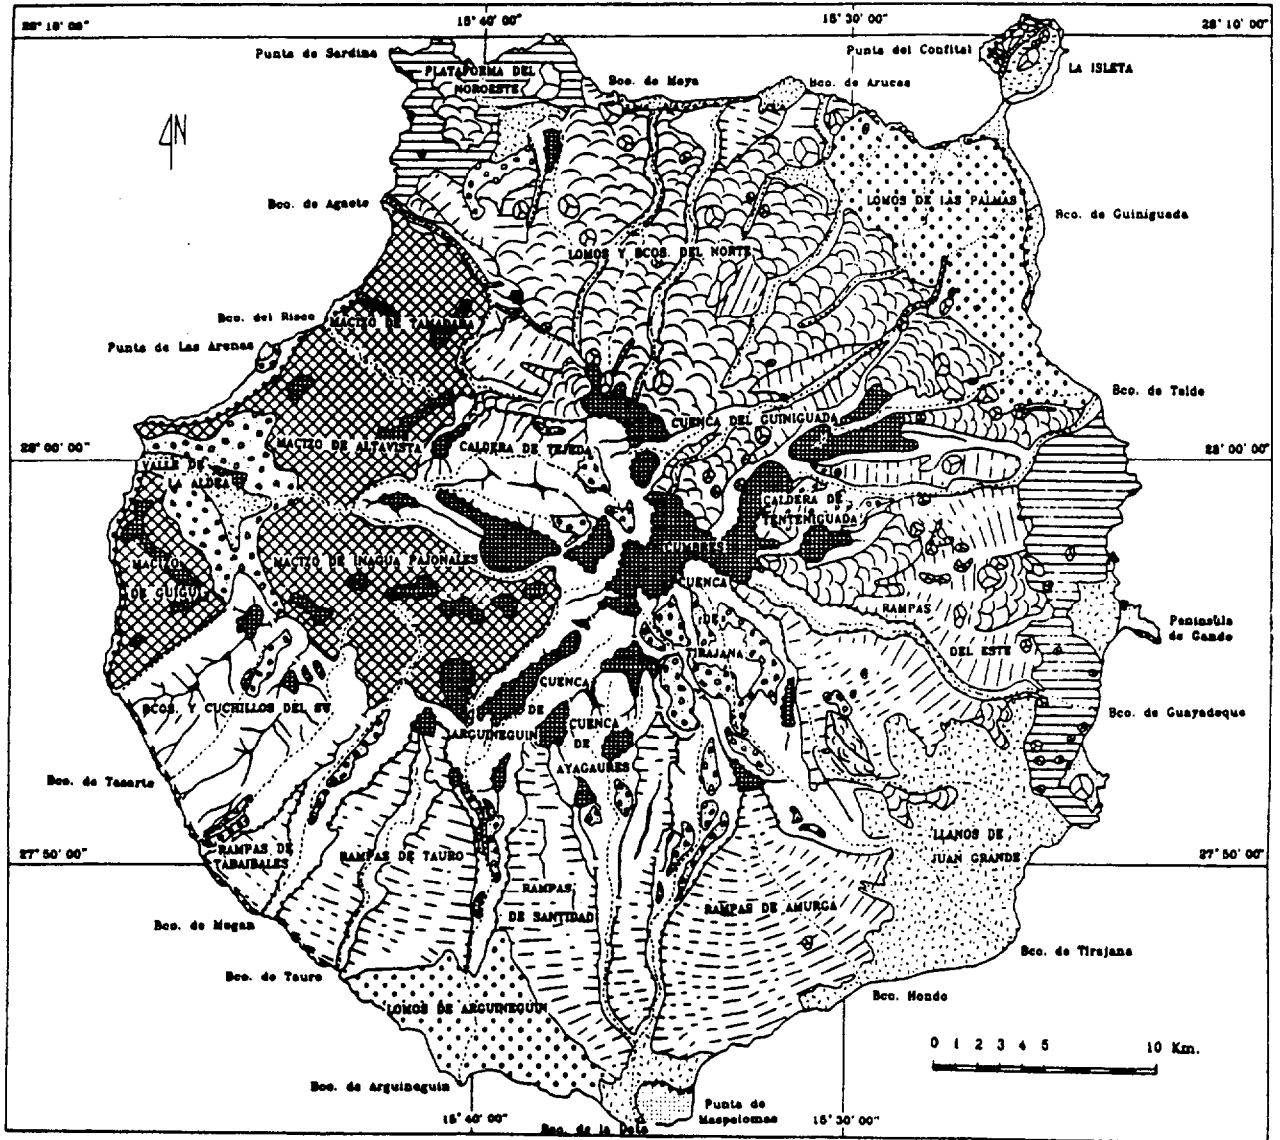 28° 10' 00"
15° 40' 00"
15° 30' 00"
28° 10' 00"
Punta de Sardina
PLATAFORMA DEL
NOROESTE
Bco. de Moya
Bco. de Arucas
Punta del Confital
LA ISLETA
N
Bco. de Agaete
LOMOS DE LAS PALMAS
Bco. de Guiniguada
LOMOS Y BCOS. DEL NORTE
Bco. del Risco
MACIZO DE TAMADABA
Punta de Las Arenas
Bco. de Telde
CUENCA DEL GUINIGUADA
28° 00' 00"
MACIZO DE ALTAVISTA
CALDERA DE TEJEDA
28° 00' 00"
VALLE DE
LA ALDEA
CALDERA DE
TENTENIGUADA
CUMBRES
MACIZO
DE GUIGUI
MACIZO DE INAGUA PAJONALES
CUENCA
DE
TIRAJANA
RAMPAS
DEL ESTE
Peninsula
de Gando
BCOS. Y CUCHILLOS DEL SW.
CUENCA
DE
ARGUINEGUIN
CUENCA
DE
AYAGAURES
Bco. de Guayadeque
Bco. de Tasarte
RAMPAS DE
TABAIBALES
RAMPAS DE TAURO
LLANOS DE
JUAN GRANDE
27° 50' 00"
27° 50' 00"
RAMPAS
DE SANTIDAD
RAMPAS DE AMURGA
Bco. de Mogan
Bco. de Tauro
Bco. de Tirajana
LOMOS DE ARGUINEGUIN
Bco. Hondo
0 1 2 3 4 5 10 Km.
Bco. de Arguineguin
Punta de
Maspalomas
15° 40' 00"
15° 30' 00"
Bco. de la Data